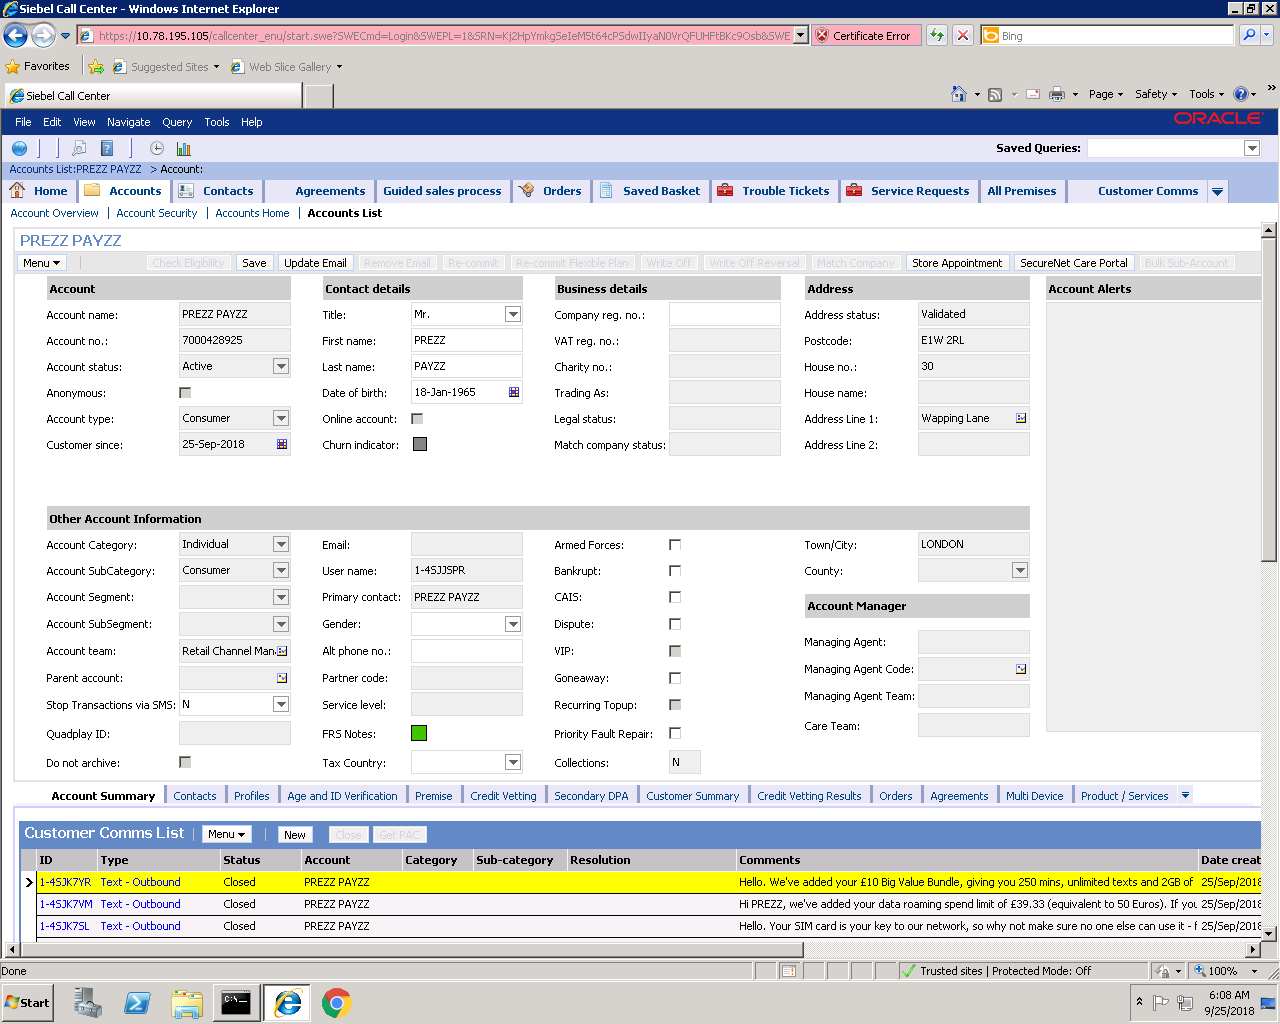 Siebel Call Center - Windows Internet Explorer
https://10.78.195.105/callcenter_enu/start.swe?SWECmd=Login&SWEPL=1&SRN=Kj2HpYmkgSeIeM5t64cPSdwIIyaN0VrQFUHFtBKc9Osb&SWE Certificate Error Bing
Favorites Suggested Sites Web Slice Gallery
Siebel Call Center Page Safety Tools »
File Edit View Navigate Query Tools Help ORACLE
Saved Queries:
Accounts List:PREZZ PAYZZ > Account:
Home Accounts Contacts Agreements Guided sales process Orders Saved Basket Trouble Tickets Service Requests All Premises Customer Comms
Account Overview | Account Security | Accounts Home | Accounts List
PREZZ PAYZZ
Menu Check Eligibility Save Update Email Remove Email Re-commit Re-commit Flexible Plan Write Off Write Off Reversal Match Company Store Appointment SecureNet Care Portal Bulk Sub-Account
Account Contact details Business details Address Account Alerts
Account name: PREZZ PAYZZ Title: Mr. Company reg. no.: Address status: Validated
Account no.: 7000428925 First name: PREZZ VAT reg. no.: Postcode: E1W 2RL
Account status: Active Last name: PAYZZ Charity no.: House no.: 30
Anonymous: Date of birth: 18-Jan-1965 Trading As: House name:
Account type: Consumer Online account: Legal status: Address Line 1: Wapping Lane
Customer since: 25-Sep-2018 Churn indicator: Match company status: Address Line 2:
Other Account Information
Account Category: Individual Email: Armed Forces: Town/City: LONDON
Account SubCategory: Consumer User name: 1-4SJJSPR Bankrupt: County:
Account Segment: Primary contact: PREZZ PAYZZ CAIS: Account Manager
Account SubSegment: Gender: Dispute:
Account team: Retail Channel Man Alt phone no.: VIP: Managing Agent:
Parent account: Partner code: Goneaway: Managing Agent Code:
Stop Transactions via SMS: N Service level: Recurring Topup: Managing Agent Team:
Quadplay ID: FRS Notes: Priority Fault Repair: Care Team:
Do not archive: Tax Country: Collections: N
Account Summary Contacts Profiles Age and ID Verification Premise Credit Vetting Secondary DPA Customer Summary Credit Vetting Results Orders Agreements Multi Device Product / Services
Customer Comms List Menu New Close Get PAC
ID Type Status Account Category Sub-category Resolution Comments Date creat
1-4SJK7YR Text - Outbound Closed PREZZ PAYZZ Hello. We've added your £10 Big Value Bundle, giving you 250 mins, unlimited texts and 2GB of 25/Sep/2018
1-4SJK7VM Text - Outbound Closed PREZZ PAYZZ Hi PREZZ, we've added your data roaming spend limit of £39.33 (equivalent to 50 Euros). If you 25/Sep/2018
1-4SJK7SL Text - Outbound Closed PREZZ PAYZZ Hello. Your SIM card is your key to our network, so why not make sure no one else can use it - f 25/Sep/2018
Done Trusted sites | Protected Mode: Off 100%
Start C:\. 6:08 AM
9/25/2018